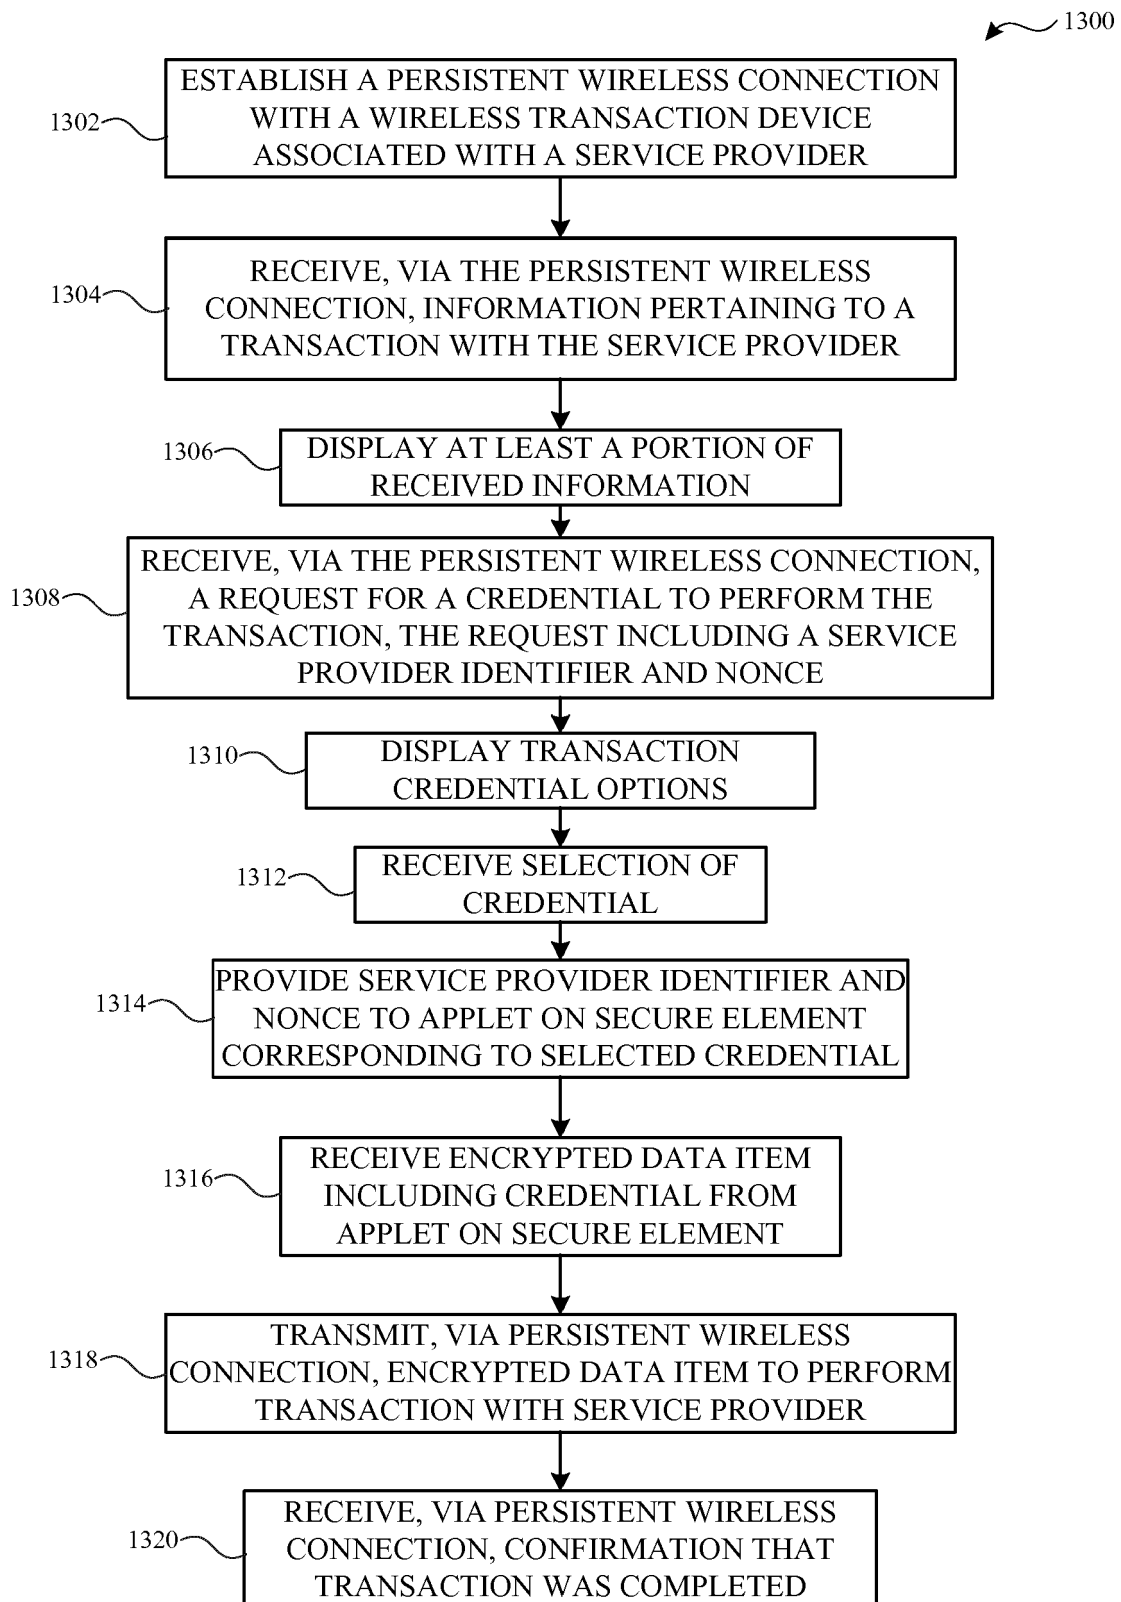 1300
1302
ESTABLISH A PERSISTENT WIRELESS CONNECTION
WITH A WIRELESS TRANSACTION DEVICE
ASSOCIATED WITH A SERVICE PROVIDER
1304
RECEIVE, VIA THE PERSISTENT WIRELESS
CONNECTION, INFORMATION PERTAINING TO A
TRANSACTION WITH THE SERVICE PROVIDER
1306
DISPLAY AT LEAST A PORTION OF
RECEIVED INFORMATION
1308
RECEIVE, VIA THE PERSISTENT WIRELESS CONNECTION,
A REQUEST FOR A CREDENTIAL TO PERFORM THE
TRANSACTION, THE REQUEST INCLUDING A SERVICE
PROVIDER IDENTIFIER AND NONCE
1310
DISPLAY TRANSACTION
CREDENTIAL OPTIONS
1312
RECEIVE SELECTION OF
CREDENTIAL
1314
PROVIDE SERVICE PROVIDER IDENTIFIER AND
NONCE TO APPLET ON SECURE ELEMENT
CORRESPONDING TO SELECTED CREDENTIAL
1316
RECEIVE ENCRYPTED DATA ITEM
INCLUDING CREDENTIAL FROM
APPLET ON SECURE ELEMENT
1318
TRANSMIT, VIA PERSISTENT WIRELESS
CONNECTION, ENCRYPTED DATA ITEM TO PERFORM
TRANSACTION WITH SERVICE PROVIDER
1320
RECEIVE, VIA PERSISTENT WIRELESS
CONNECTION, CONFIRMATION THAT
TRANSACTION WAS COMPLETED